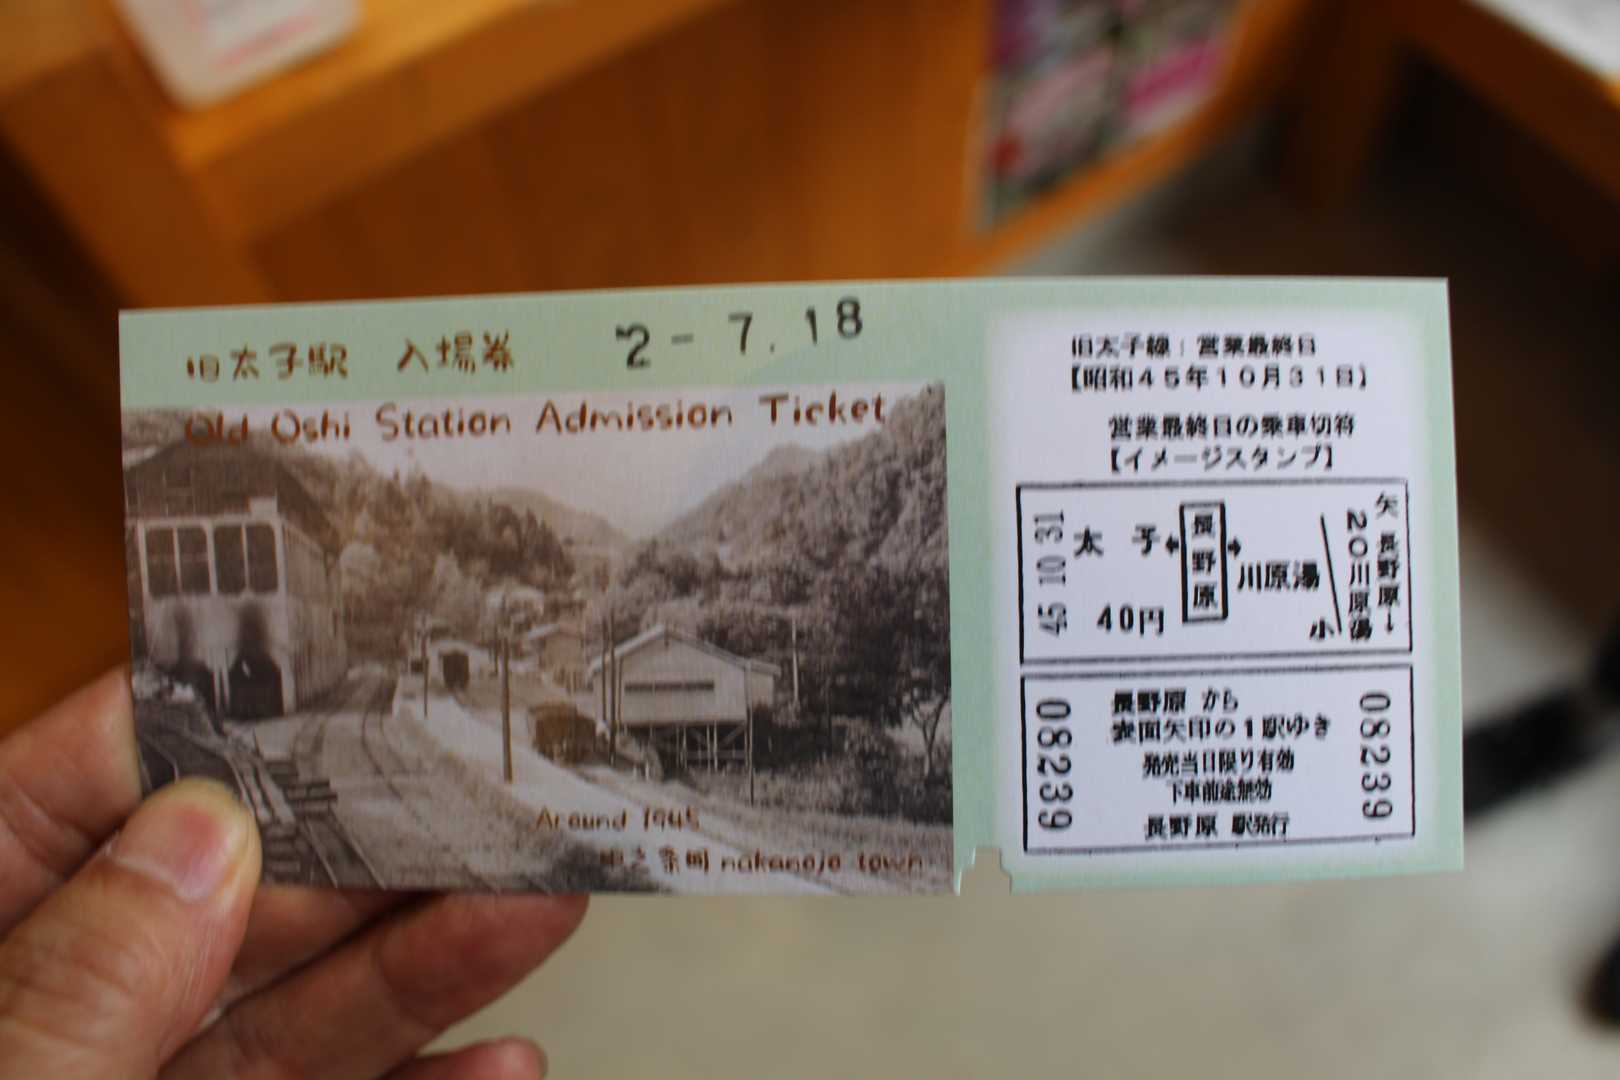 旧太子駅 入場券
2-7.18
Old Oshi Station Admission Ticket
Around 1945
中之条町 nakanojo town
旧太子線：営業最終日
【昭和４５年１０月３１日】
営業最終日の乗車切符
【イメージスタンプ】
45 10 31
太子
長野原
川原湯
40円
小
矢 長野原→
20川原湯
長野原 から
表面矢印の１駅ゆき
発売当日限り有効
下車前途無効
長野原 駅発行
08239
08239